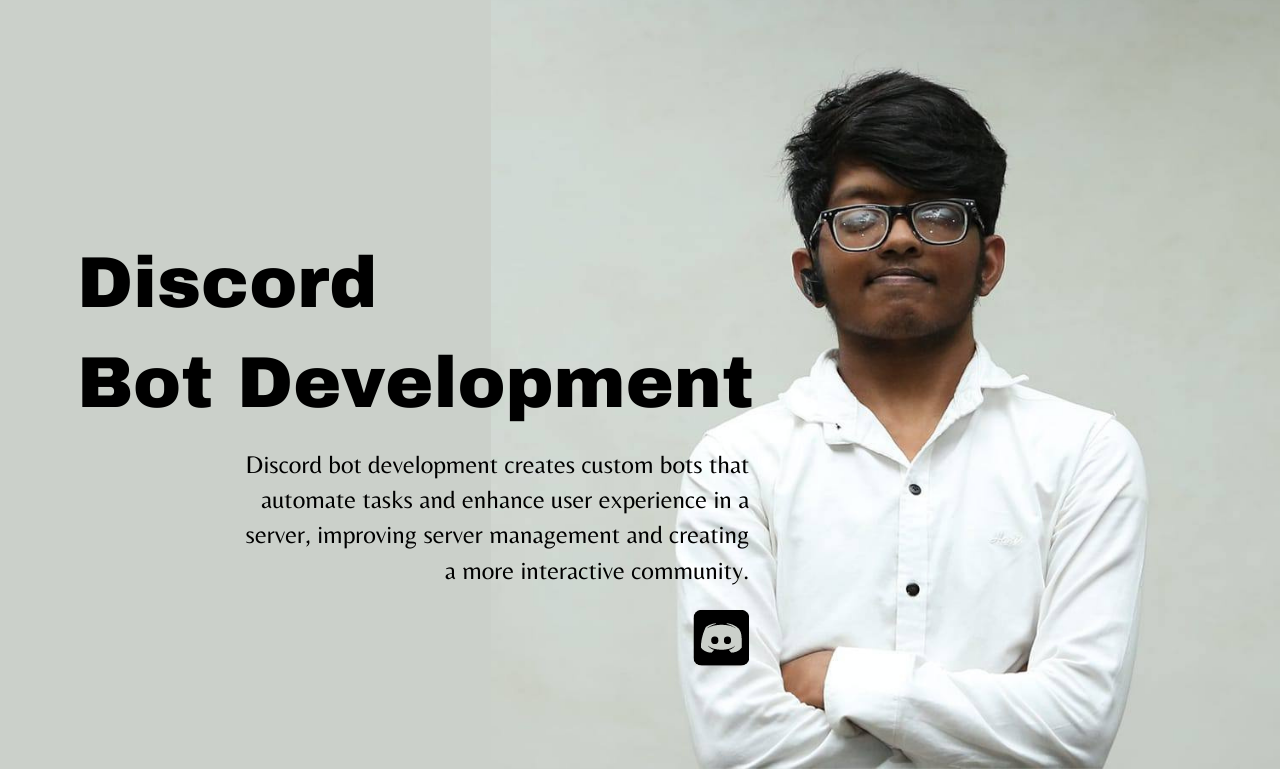 Discord
Bot Development
Discord bot development creates custom bots that
automate tasks and enhance user experience in a
server, improving server management and creating
a more interactive community.